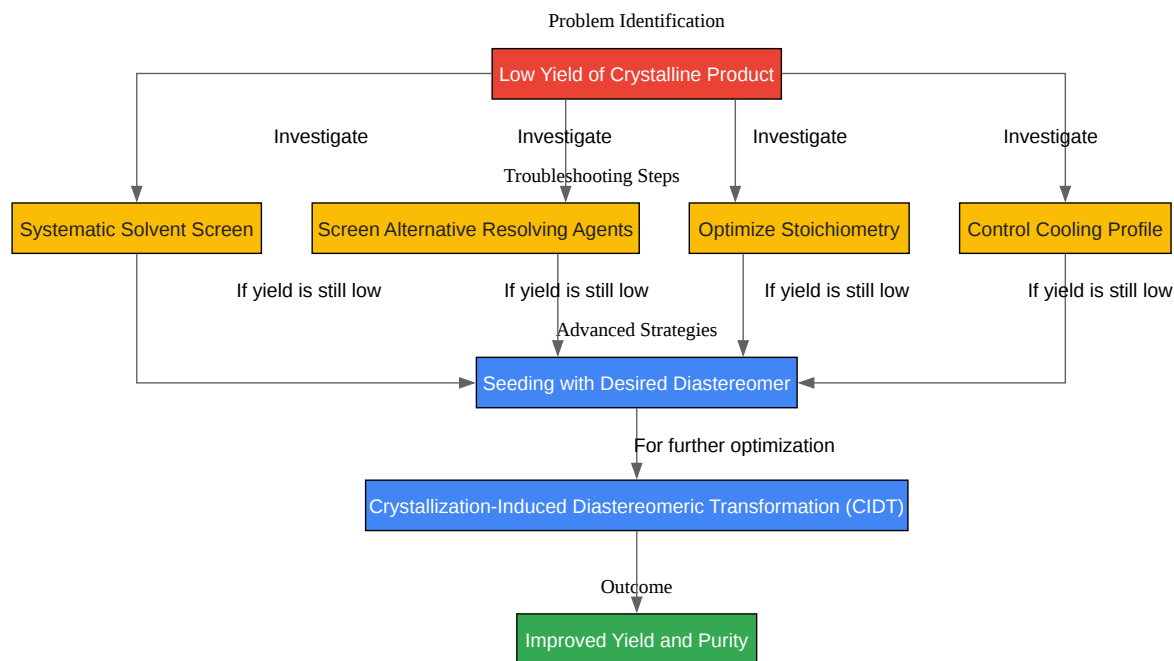 Problem Identification
Low Yield of Crystalline Product
Investigate
Investigate
Investigate
Investigate
Troubleshooting Steps
Systematic Solvent Screen
Screen Alternative Resolving Agents
Optimize Stoichiometry
Control Cooling Profile
If yield is still low
If yield is still low
If yield is still low
If yield is still low
Advanced Strategies
Seeding with Desired Diastereomer
For further optimization
Crystallization-Induced Diastereomeric Transformation (CIDT)
Outcome
Improved Yield and Purity